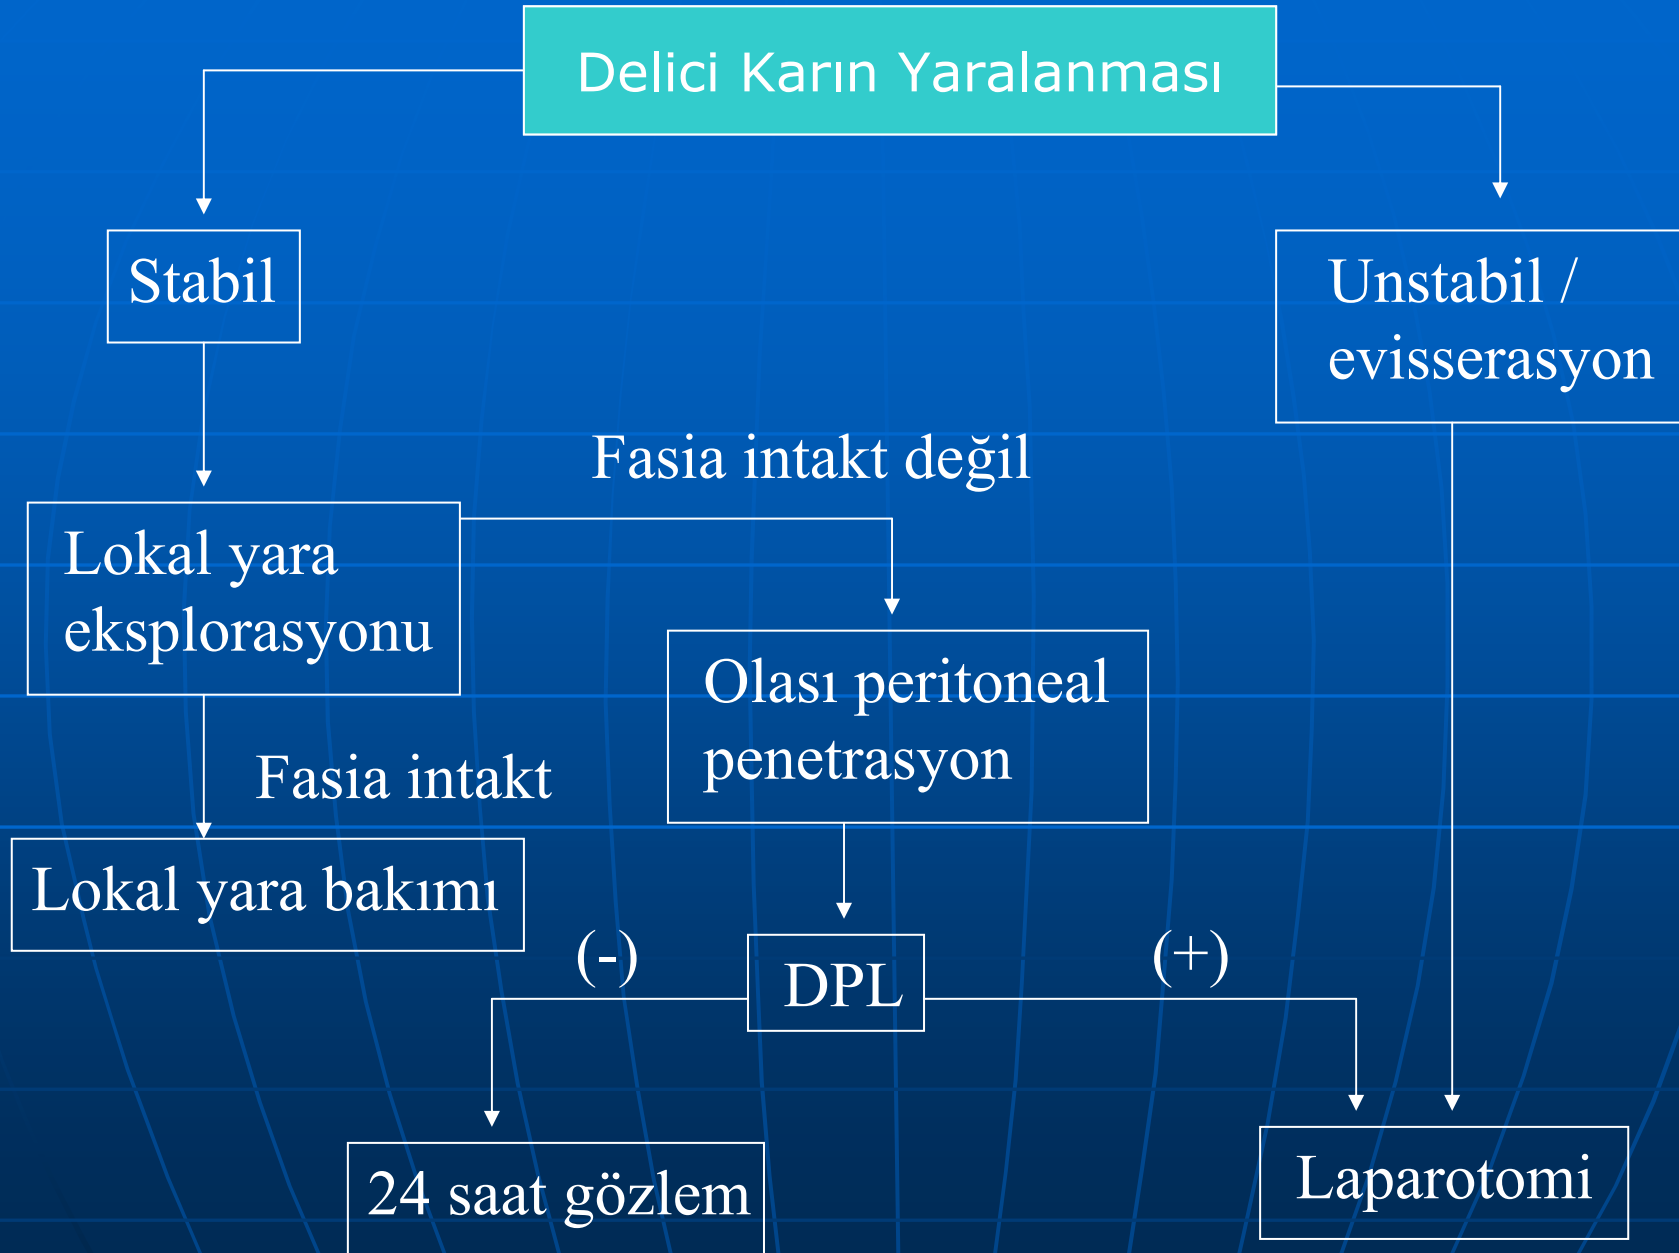 Delici Karın Yaralanması
Stabil
Unstabil /
evisserasyon
Fasia intakt değil
Lokal yara
eksplorasyonu
Olası peritoneal
penetrasyon
Fasia intakt
Lokal yara bakımı
(-)
DPL
(+)
24 saat gözlem
Laparotomi